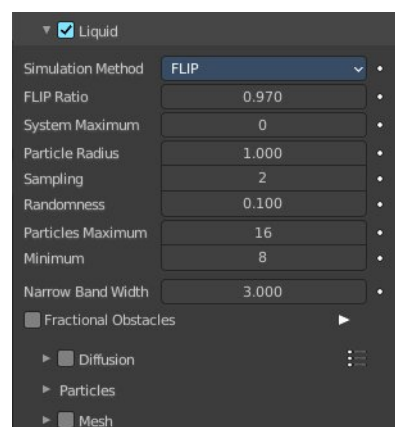 Liquid
Simulation Method FLIP
FLIP Ratio 0.970
System Maximum 0
Particle Radius 1.000
Sampling 2
Randomness 0.100
Particles Maximum 16
Minimum 8
Narrow Band Width 3.000
Fractional Obstacles
Diffusion
Particles
Mesh